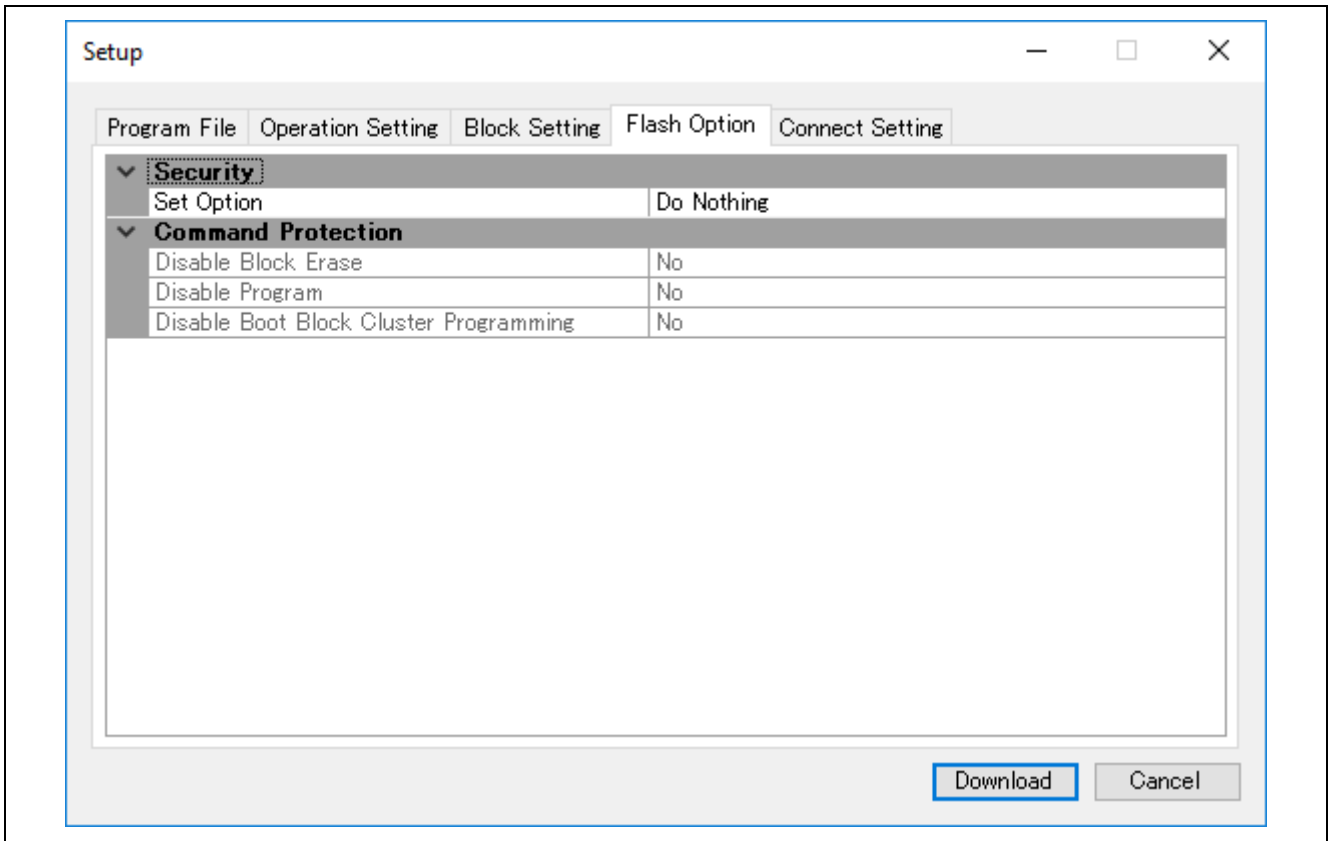 Setup
Program File Operation Setting Block Setting Flash Option Connect Setting
Security
Set Option Do Nothing
Command Protection
Disable Block Erase No
Disable Program No
Disable Boot Block Cluster Programming No
Download Cancel